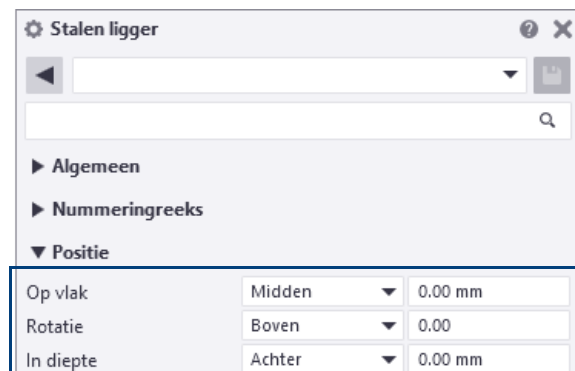 Stalen ligger
Algemeen
Nummeringreeks
Positie
Op vlak Midden 0.00 mm
Rotatie Boven 0.00
In diepte Achter 0.00 mm